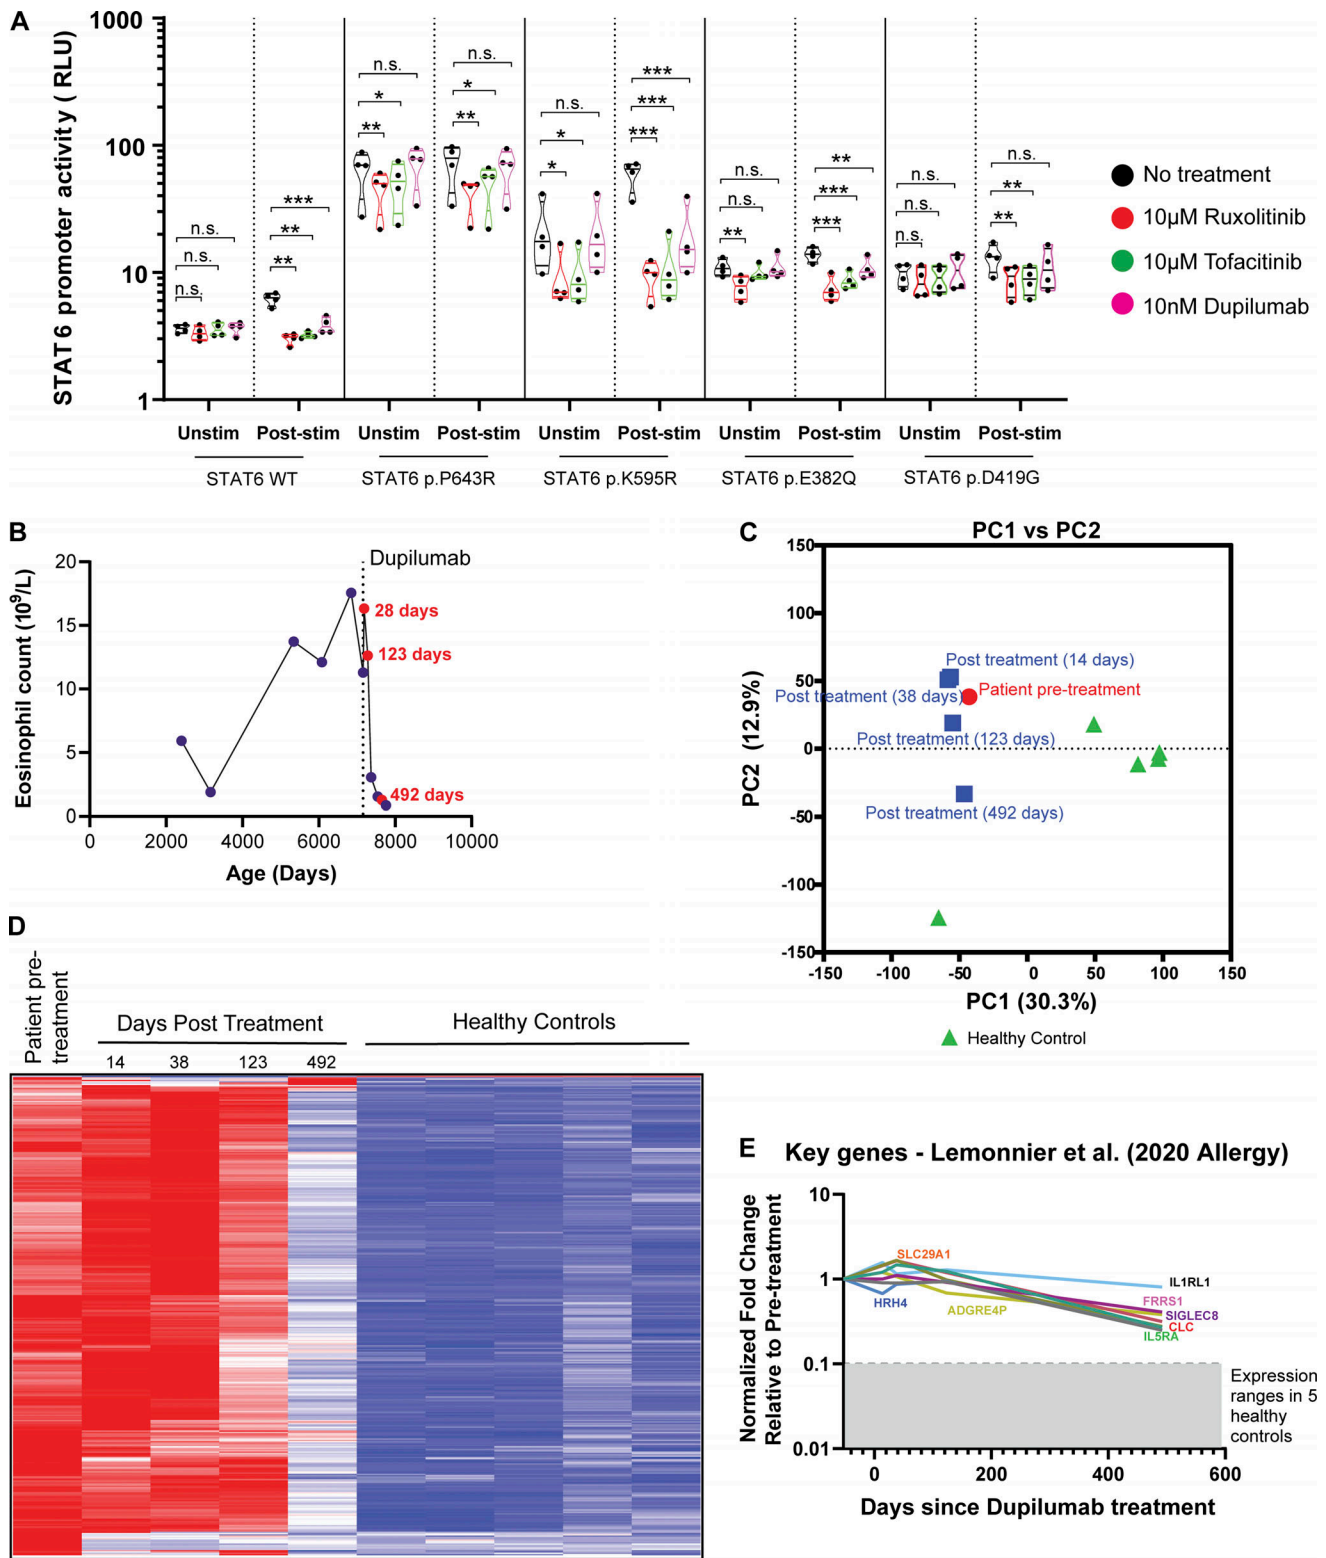 A
STAT6 promoter activity ( RLU)
1000
100
10
1
n.s.
n.s.
n.s.
***
**
**
n.s.
*
**
n.s.
*
**
n.s.
*
*
***
***
***
n.s.
n.s.
**
**
***
***
n.s.
n.s.
n.s.
n.s.
**
**
No treatment
10µM Ruxolitinib
10µM Tofacitinib
10nM Dupilumab
Unstim Post-stim Unstim Post-stim Unstim Post-stim Unstim Post-stim Unstim Post-stim
STAT6 WT STAT6 p.P643R STAT6 p.K595R STAT6 p.E382Q STAT6 p.D419G
B
Dupilumab
Eosinophil count (10⁹/L)
20
15
10
5
0
28 days
123 days
492 days
0 2000 4000 6000 8000 10000
Age (Days)
C
PC1 vs PC2
PC2 (12.9%)
150
100
50
0
-50
-100
-150
Post treatment (14 days)
Patient pre-treatment
Post treatment (38 days)
Post treatment (123 days)
Post treatment (492 days)
-150 -100 -50 0 50 100 150
PC1 (30.3%)
Healthy Control
D
Patient pre-
treatment
Days Post Treatment
Healthy Controls
14 38 123 492
E
Key genes - Lemonnier et al. (2020 Allergy)
Normalized Fold Change
Relative to Pre-treatment
10
1
0.1
0.01
SLC29A1
HRH4
ADGRE4P
IL1RL1
FRRS1
SIGLEC8
CLC
IL5RA
Expression
ranges in 5
healthy
controls
0 200 400 600
Days since Dupilumab treatment